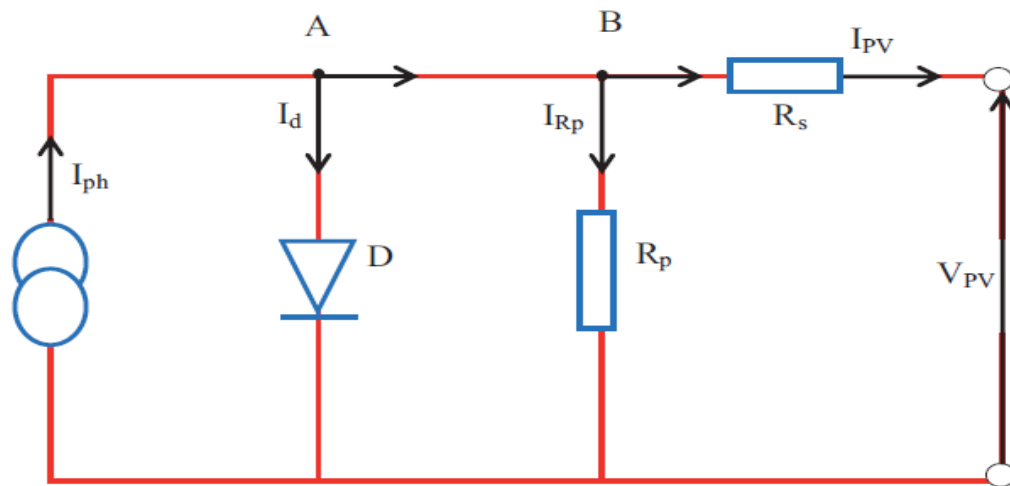 A
B
I_PV
I_d
I_Rp
R_s
I_ph
D
R_p
V_PV